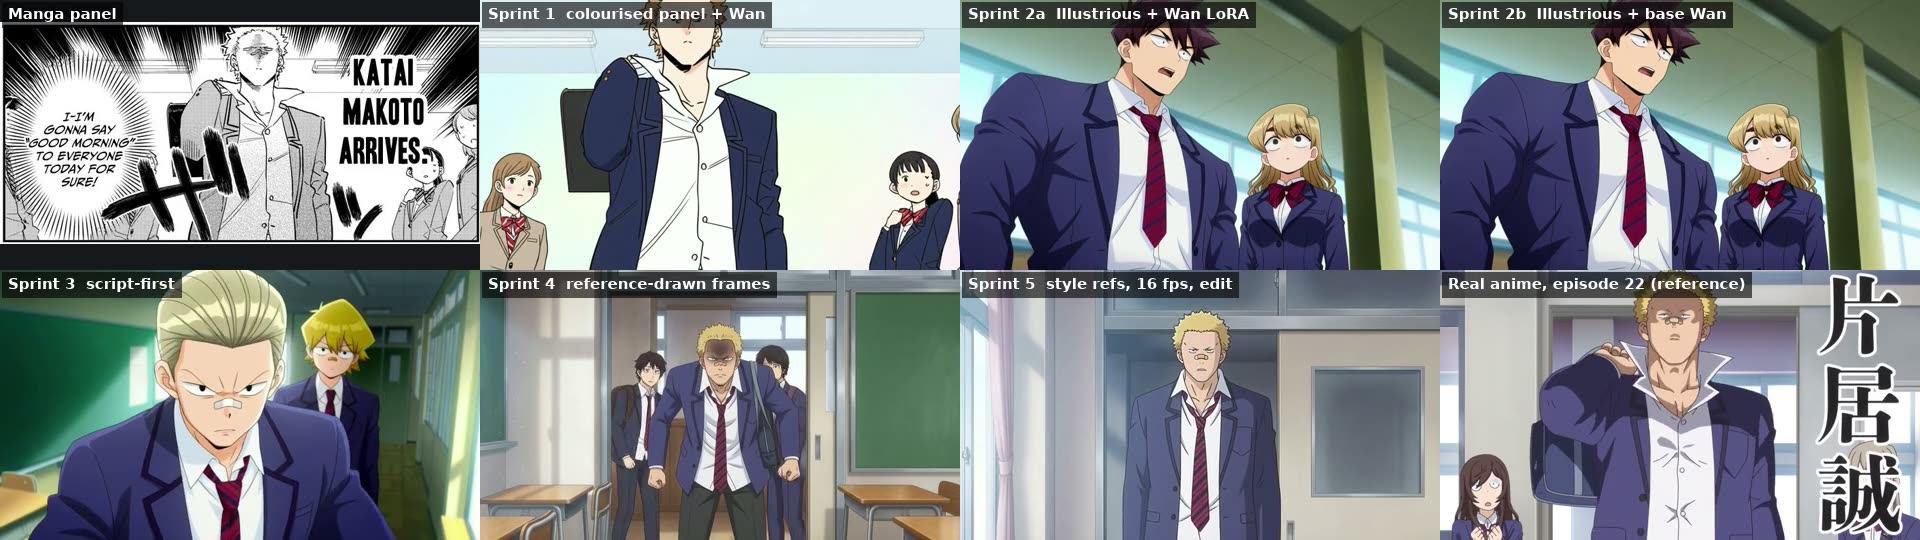 Manga panel
I-I'M
GONNA SAY
"GOOD MORNING"
TO EVERYONE
TODAY FOR
SURE!
KATAI
MAKOTO
ARRIVES.
ザッ
Sprint 1 colourised panel + Wan
Sprint 2a Illustrious + Wan LoRA
Sprint 2b Illustrious + base Wan
Sprint 3 script-first
Sprint 4 reference-drawn frames
Sprint 5 style refs, 16 fps, edit
Real anime, episode 22 (reference)
片居誠